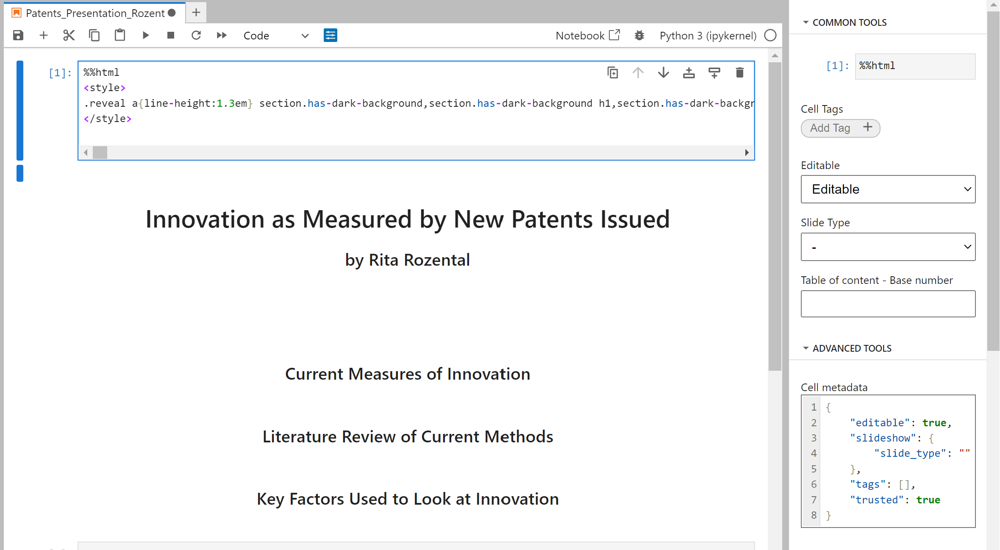 Patents_Presentation_Rozent
Code
Notebook
Python 3 (ipykernel)
[1]:
%%html
<style>
.reveal a{line-height:1.3em} section.has-dark-background,section.has-dark-background h1,section.has-dark-backgr
</style>
Innovation as Measured by New Patents Issued
by Rita Rozental
Current Measures of Innovation
Literature Review of Current Methods
Key Factors Used to Look at Innovation
COMMON TOOLS
[1]:
%%html
Cell Tags
Add Tag +
Editable
Editable
Slide Type
-
Table of content - Base number
ADVANCED TOOLS
Cell metadata
1 {
2 "editable": true,
3 "slideshow": {
4 "slide_type": ""
5 },
6 "tags": [],
7 "trusted": true
8 }